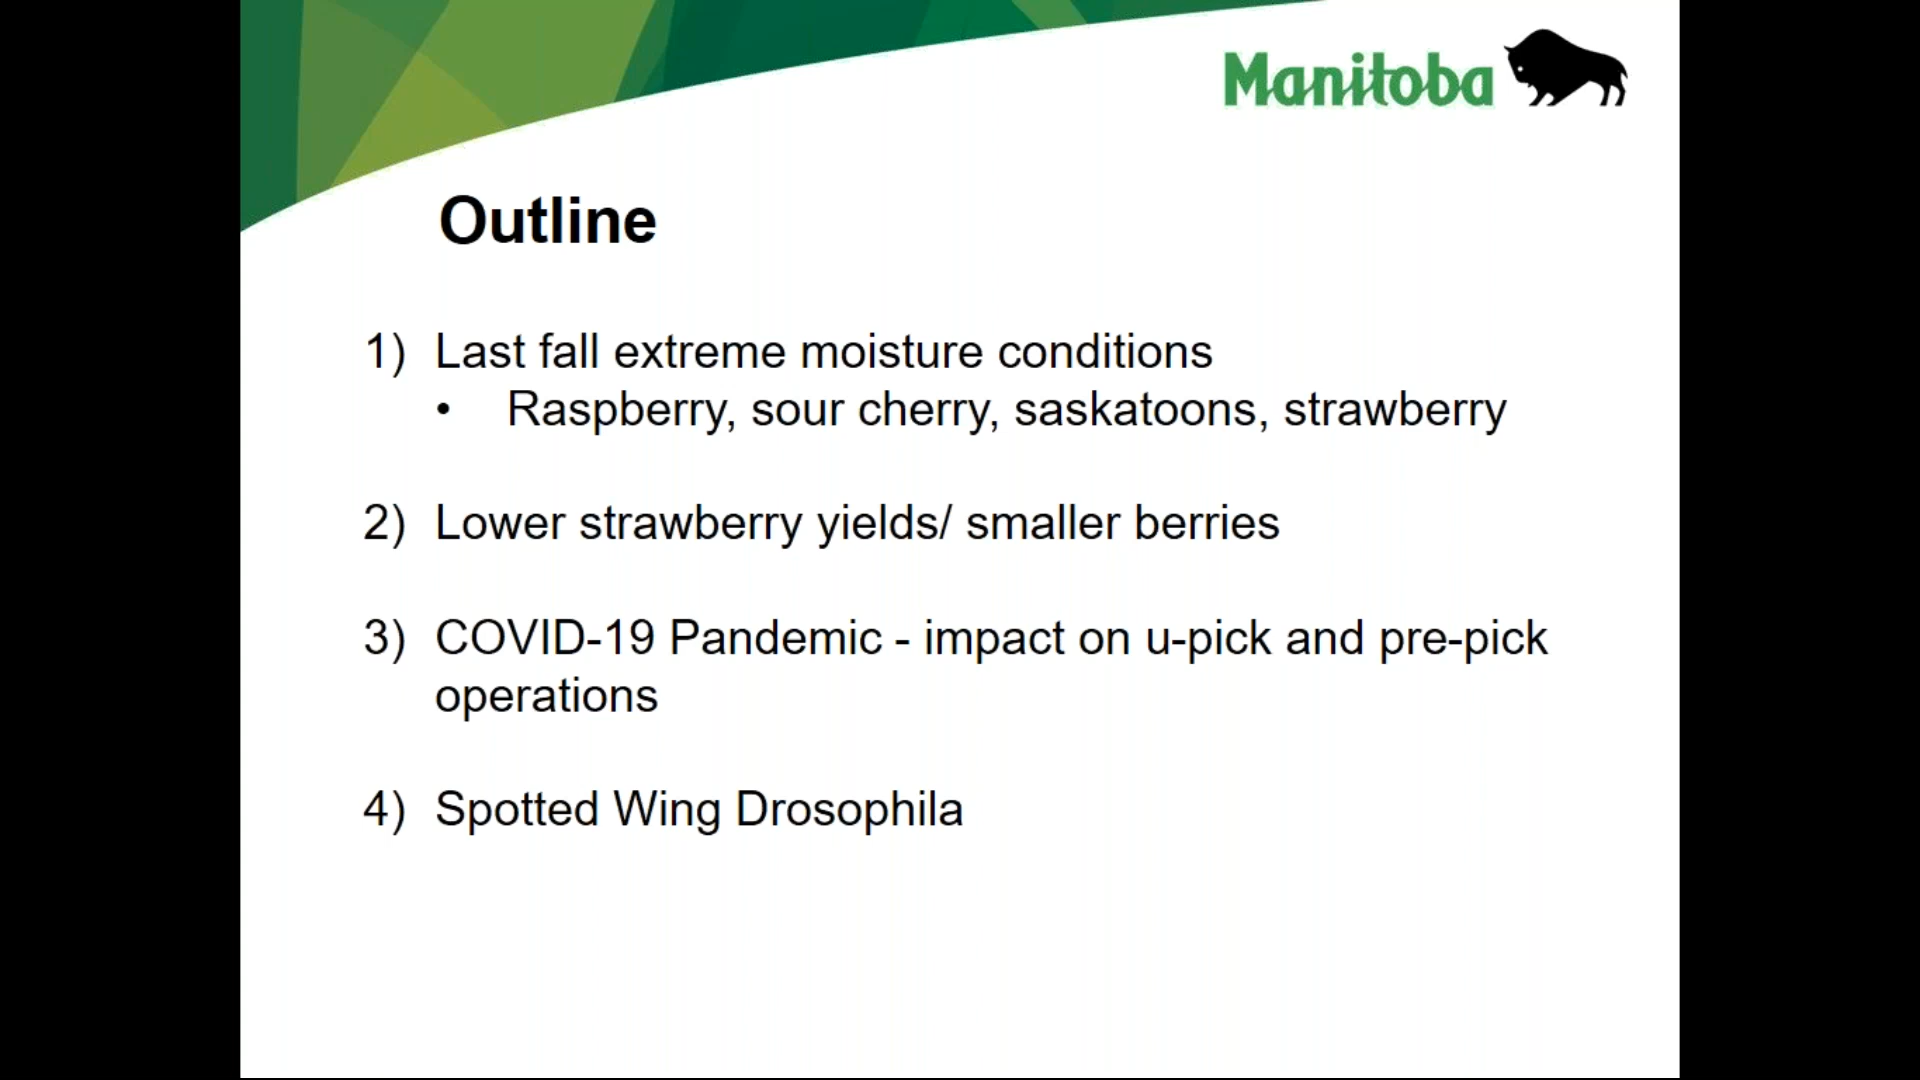 Manitoba
Outline
1) Last fall extreme moisture conditions
• Raspberry, sour cherry, saskatoons, strawberry
2) Lower strawberry yields/ smaller berries
3) COVID-19 Pandemic - impact on u-pick and pre-pick
operations
4) Spotted Wing Drosophila